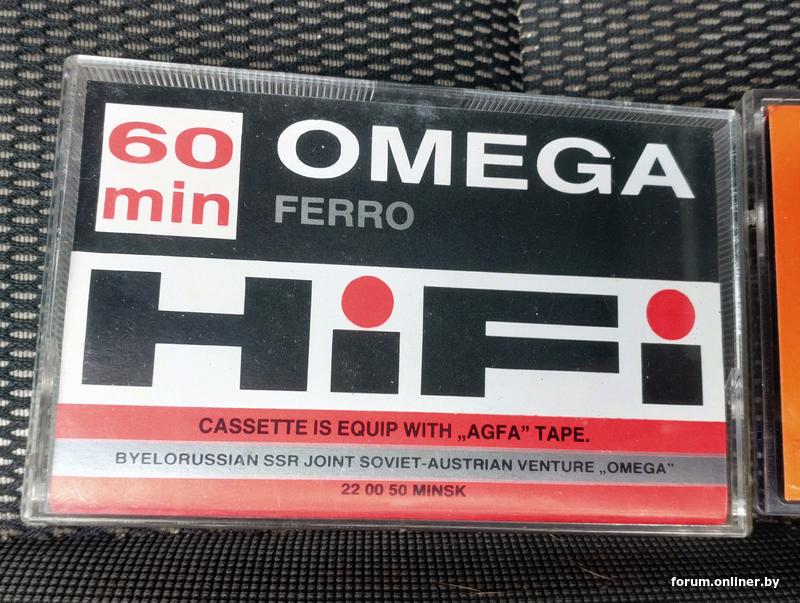 60
min
OMEGA
FERRO
HiFi
CASSETTE IS EQUIP WITH „AGFA” TAPE.
BYELORUSSIAN SSR JOINT SOVIET-AUSTRIAN VENTURE „OMEGA”
22 00 50 MINSK
forum.onliner.by